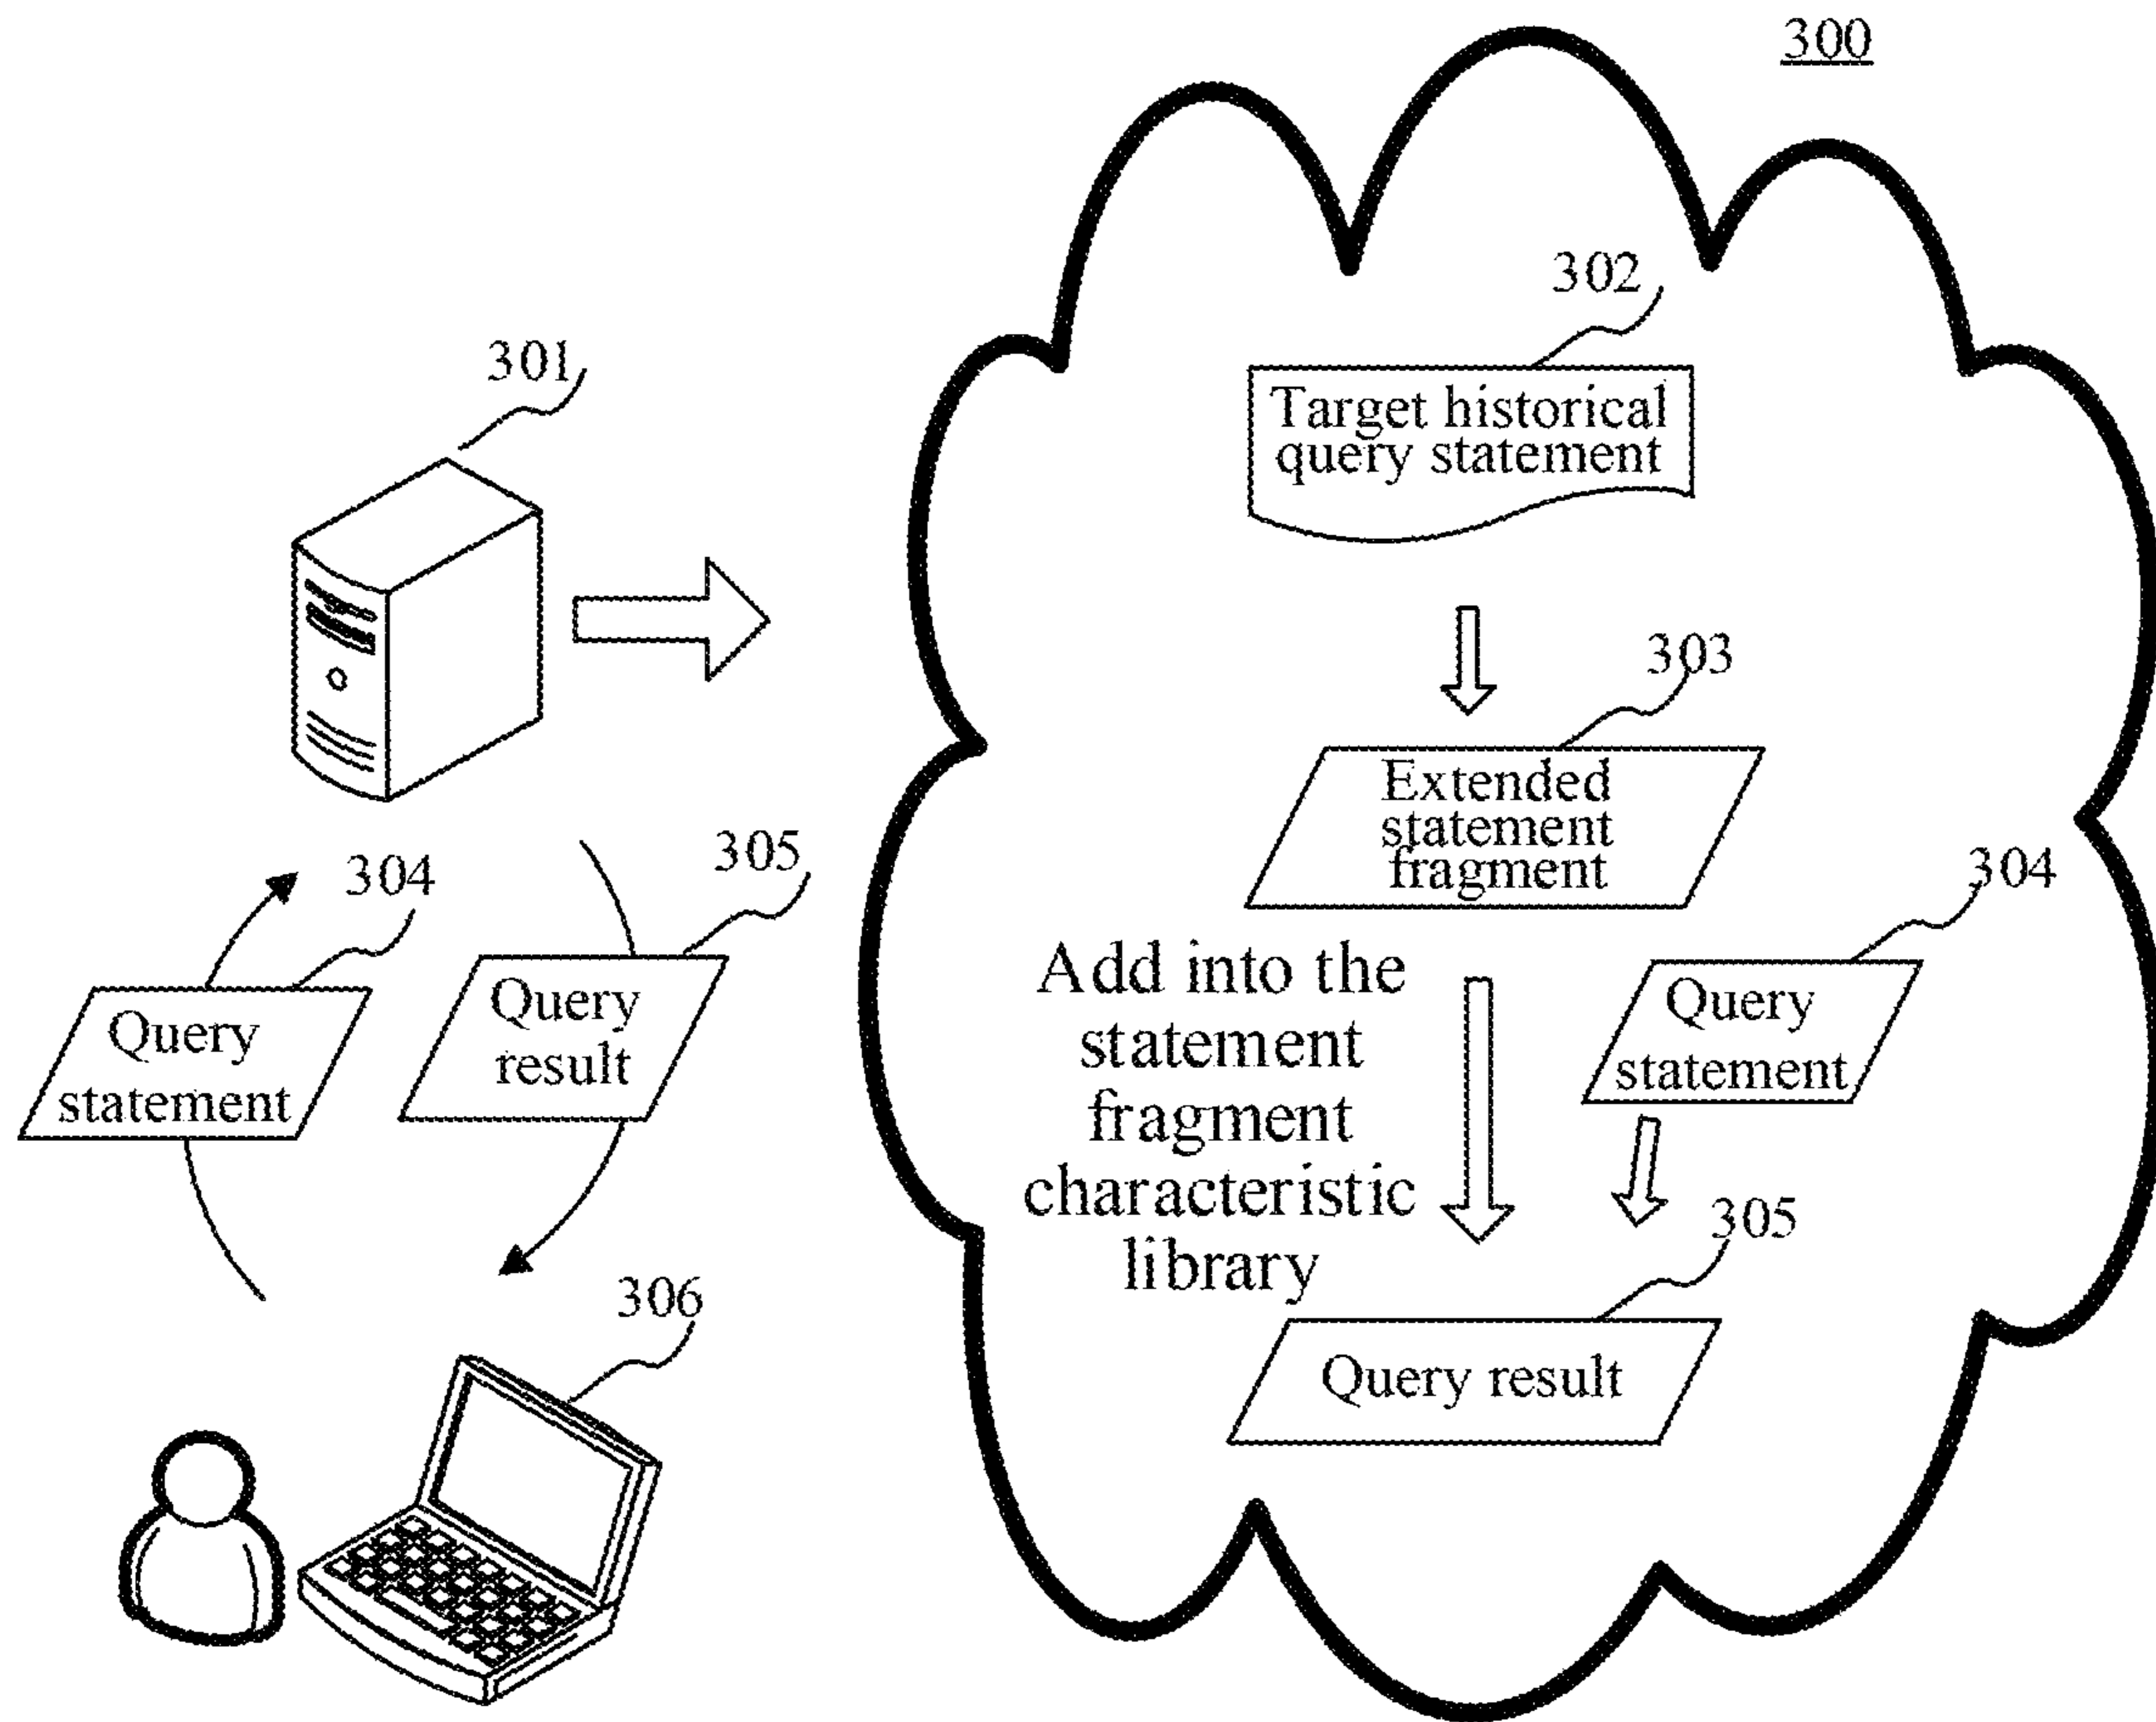 300
302
Target historical
query statement
301
303
Extended
statement
fragment
304
Query
statement
305
Query
result
Add into the
statement
fragment
characteristic
library
304
Query
statement
305
Query result
306